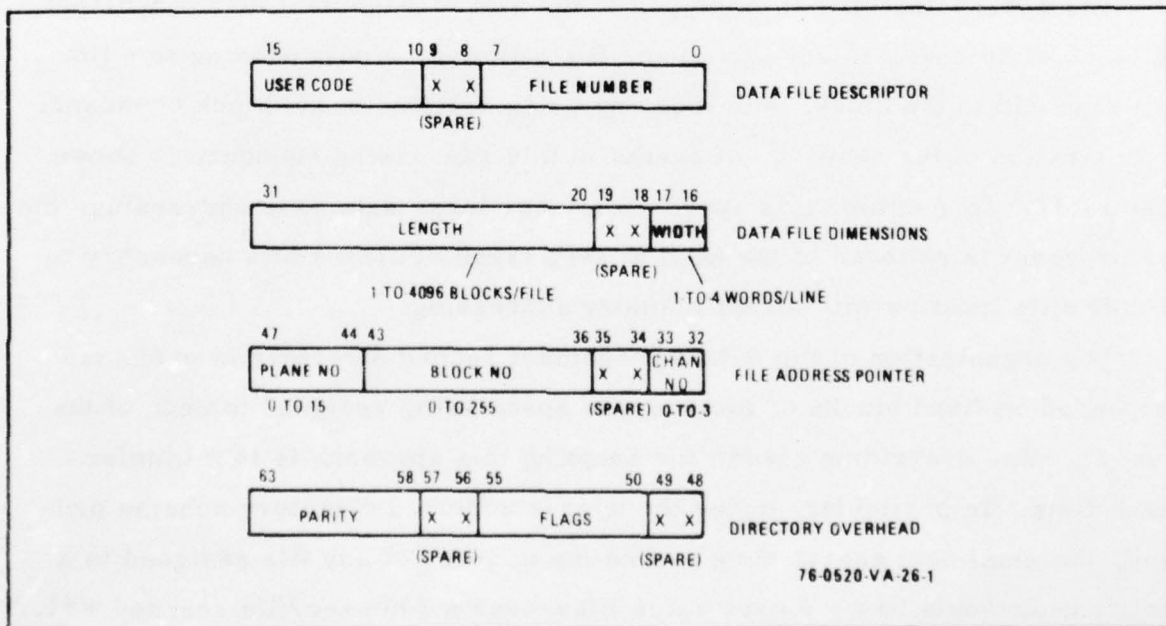 15 10 9 8 7 0
USER CODE X X FILE NUMBER DATA FILE DESCRIPTOR
(SPARE)
31 20 19 18 17 16
LENGTH X X WIDTH DATA FILE DIMENSIONS
(SPARE)
1 TO 4096 BLOCKS/FILE 1 TO 4 WORDS/LINE
47 44 43 36 35 34 33 32
PLANE NO BLOCK NO X X CHAN NO FILE ADDRESS POINTER
0 TO 15 0 TO 255 (SPARE) 0-TO-3
63 58 57 56 55 50 49 48
PARITY X X FLAGS X X DIRECTORY OVERHEAD
(SPARE) (SPARE)
76-0520-VA-26-1